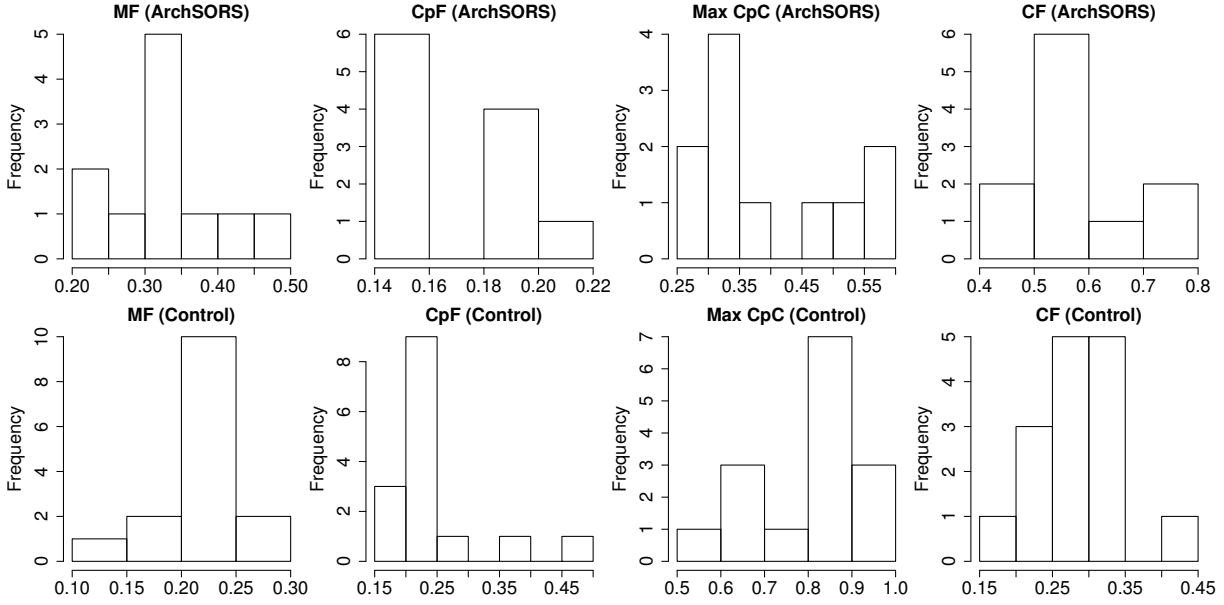 MF (ArchSORS) CpF (ArchSORS) Max CpC (ArchSORS) CF (ArchSORS)
Frequency Frequency Frequency Frequency
0 1 2 3 4 5
0 1 2 3 4 5 6
0 1 2 3 4
0 1 2 3 4 5 6
0.20 0.30 0.40 0.50
0.14 0.16 0.18 0.20 0.22
0.25 0.35 0.45 0.55
0.4 0.5 0.6 0.7 0.8
MF (Control) CpF (Control) Max CpC (Control) CF (Control)
Frequency Frequency Frequency Frequency
0 2 4 6 8 10
0 2 4 6 8
0 1 2 3 4 5 6 7
0 1 2 3 4 5
0.10 0.15 0.20 0.25 0.30
0.15 0.25 0.35 0.45
0.5 0.6 0.7 0.8 0.9 1.0
0.15 0.25 0.35 0.45